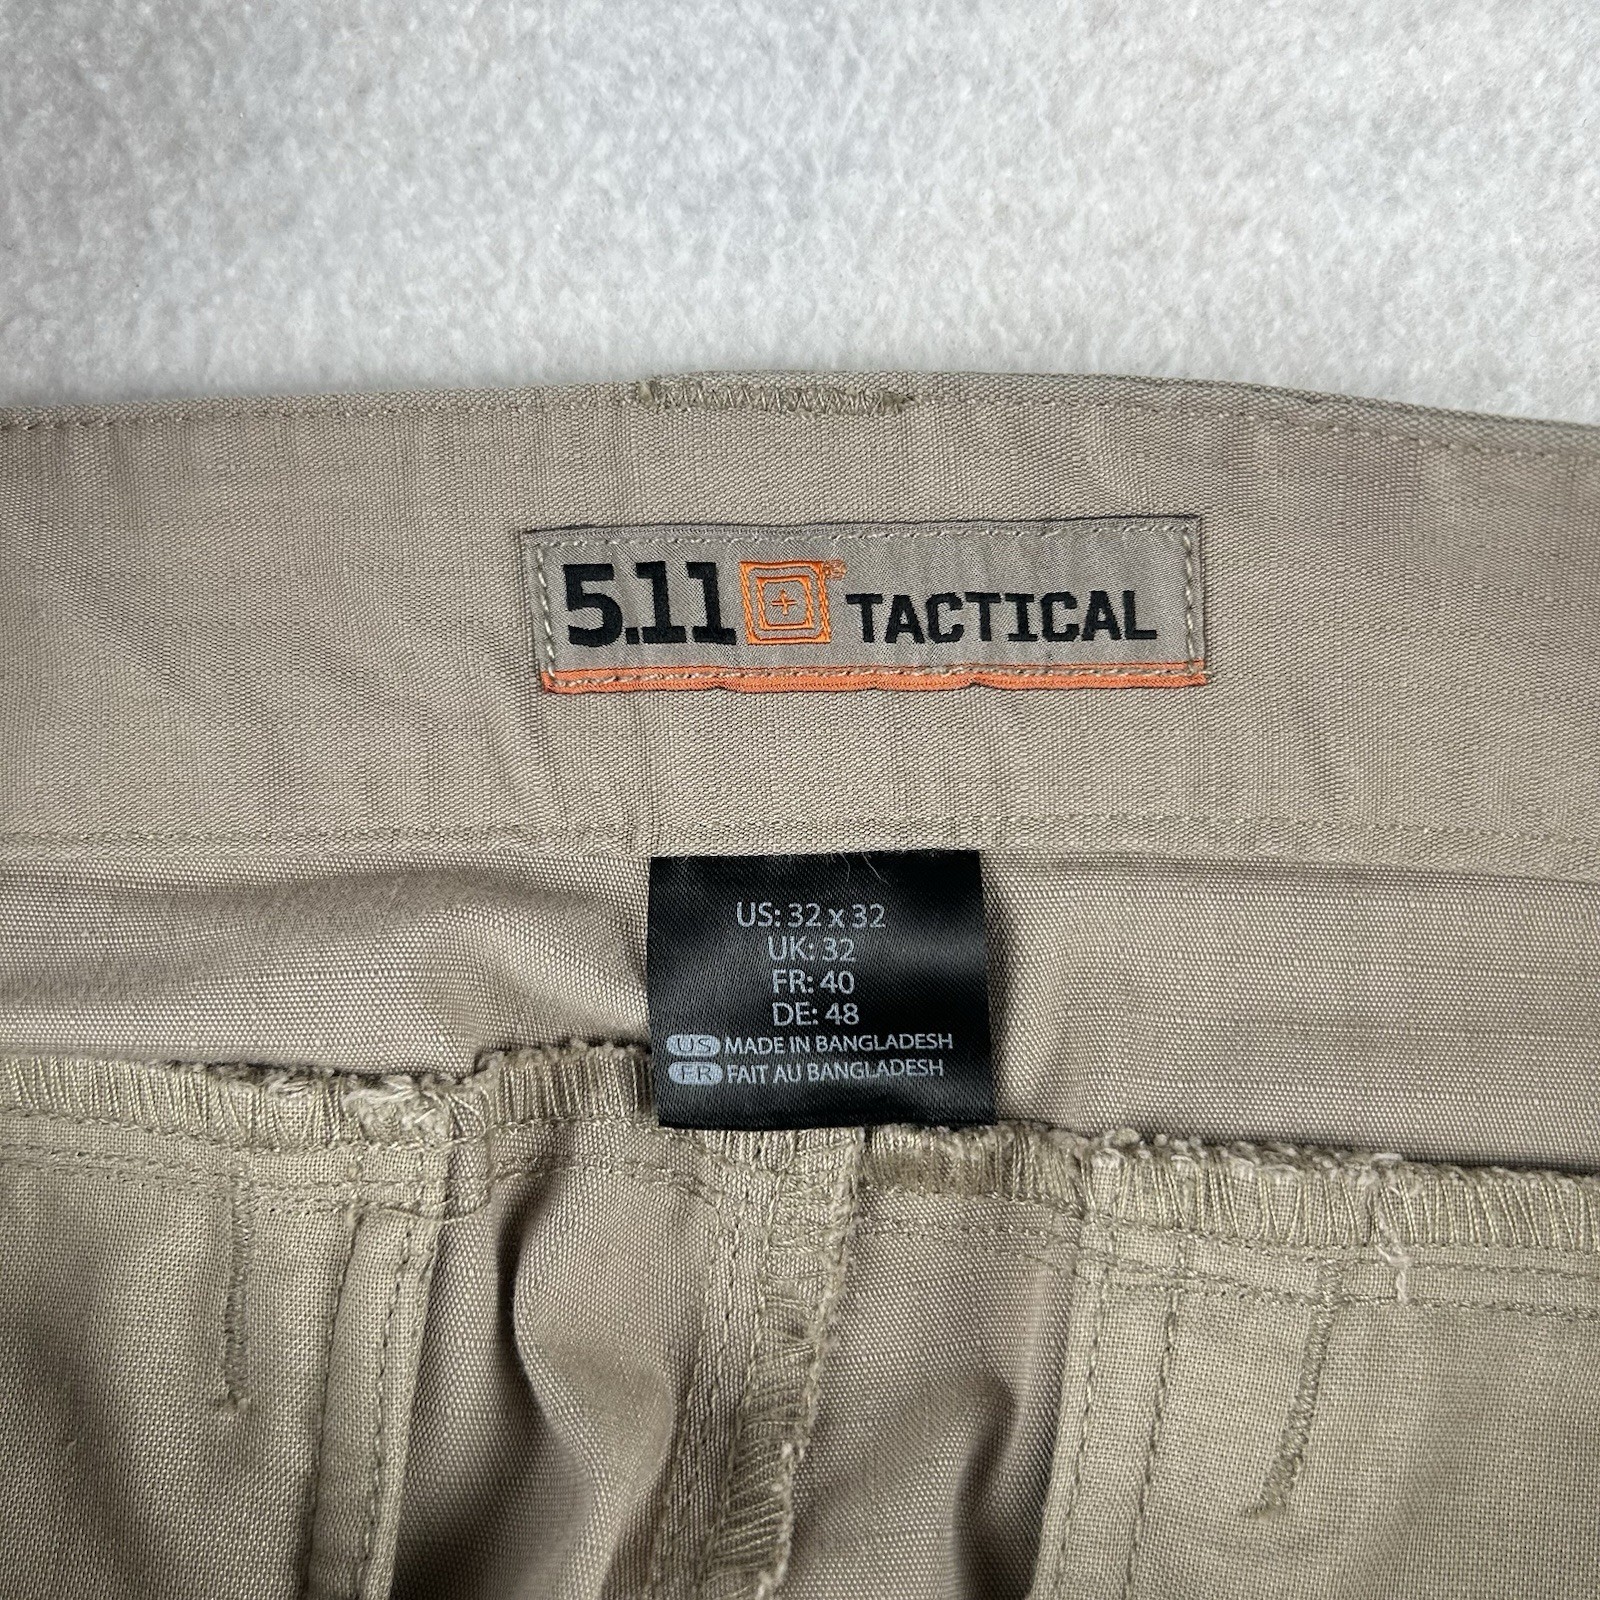 5.11® TACTICAL
US: 32 x 32
UK: 32
FR: 40
DE: 48
US MADE IN BANGLADESH
FR FAIT AU BANGLADESH